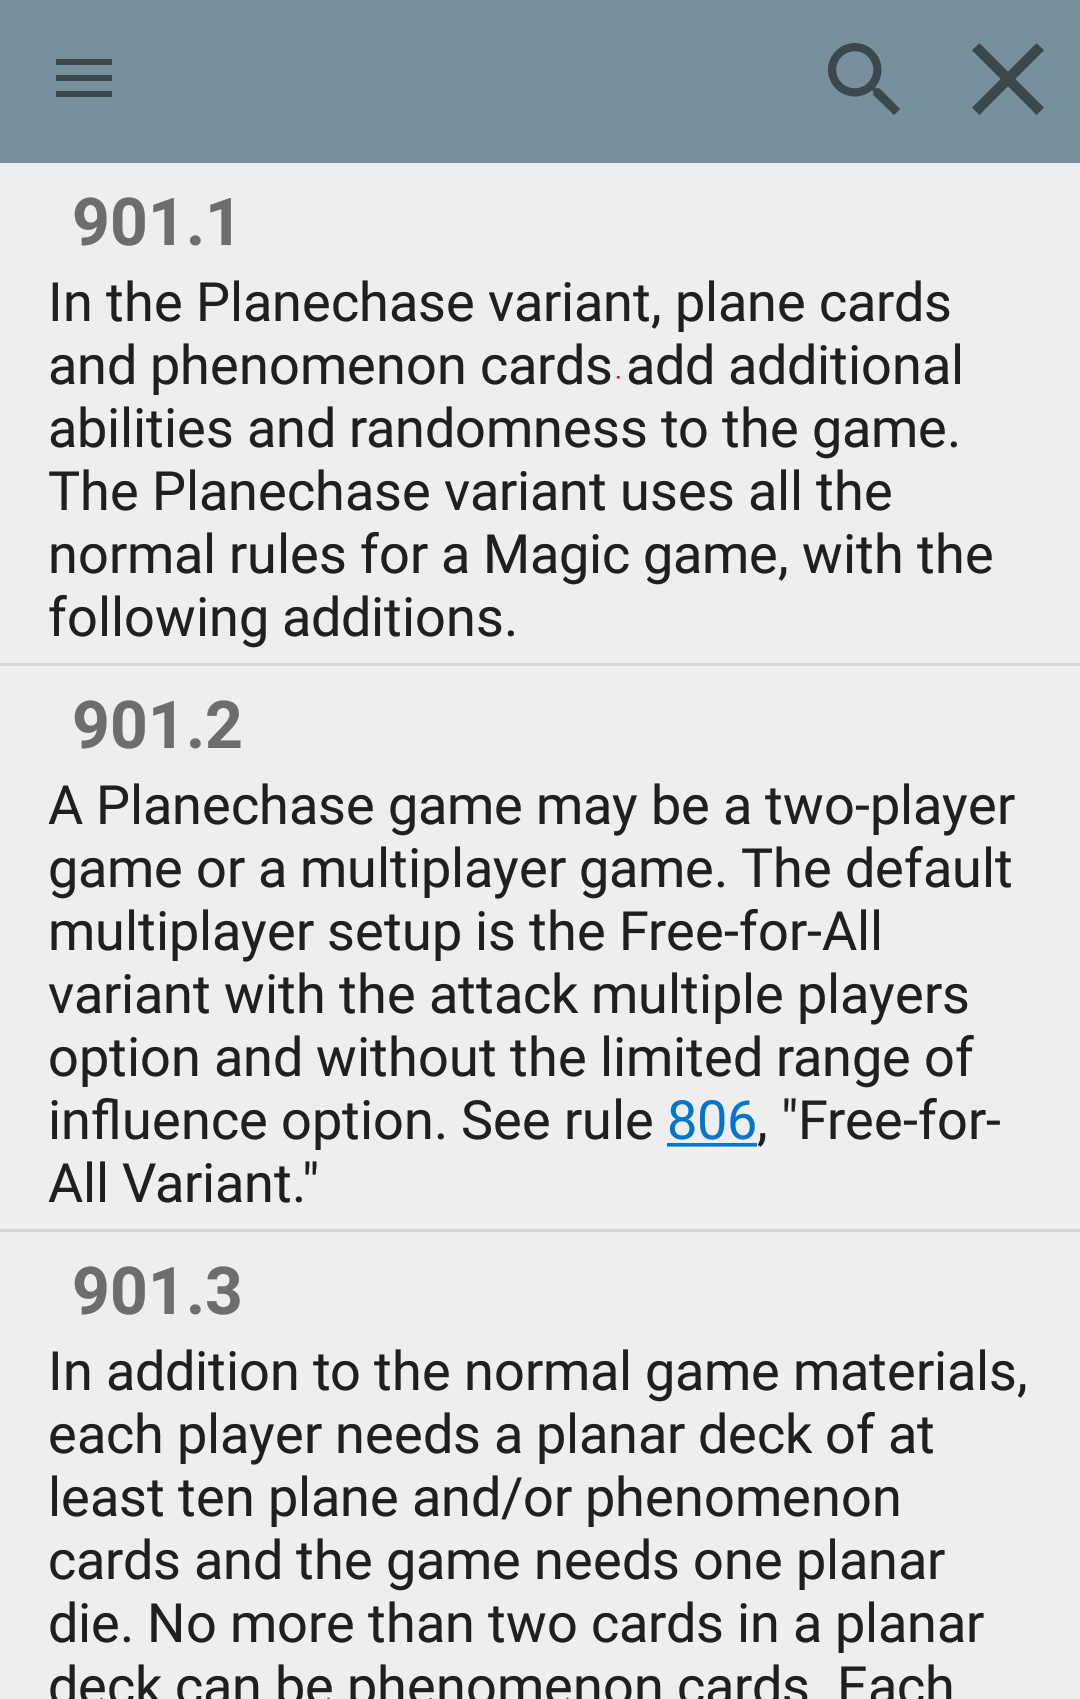 901.1
In the Planechase variant, plane cards
and phenomenon cards add additional
abilities and randomness to the game.
The Planechase variant uses all the
normal rules for a Magic game, with the
following additions.
901.2
A Planechase game may be a two-player
game or a multiplayer game. The default
multiplayer setup is the Free-for-All
variant with the attack multiple players
option and without the limited range of
influence option. See rule 806, "Free-for-
All Variant."
901.3
In addition to the normal game materials,
each player needs a planar deck of at
least ten plane and/or phenomenon
cards and the game needs one planar
die. No more than two cards in a planar
deck can be phenomenon cards. Each